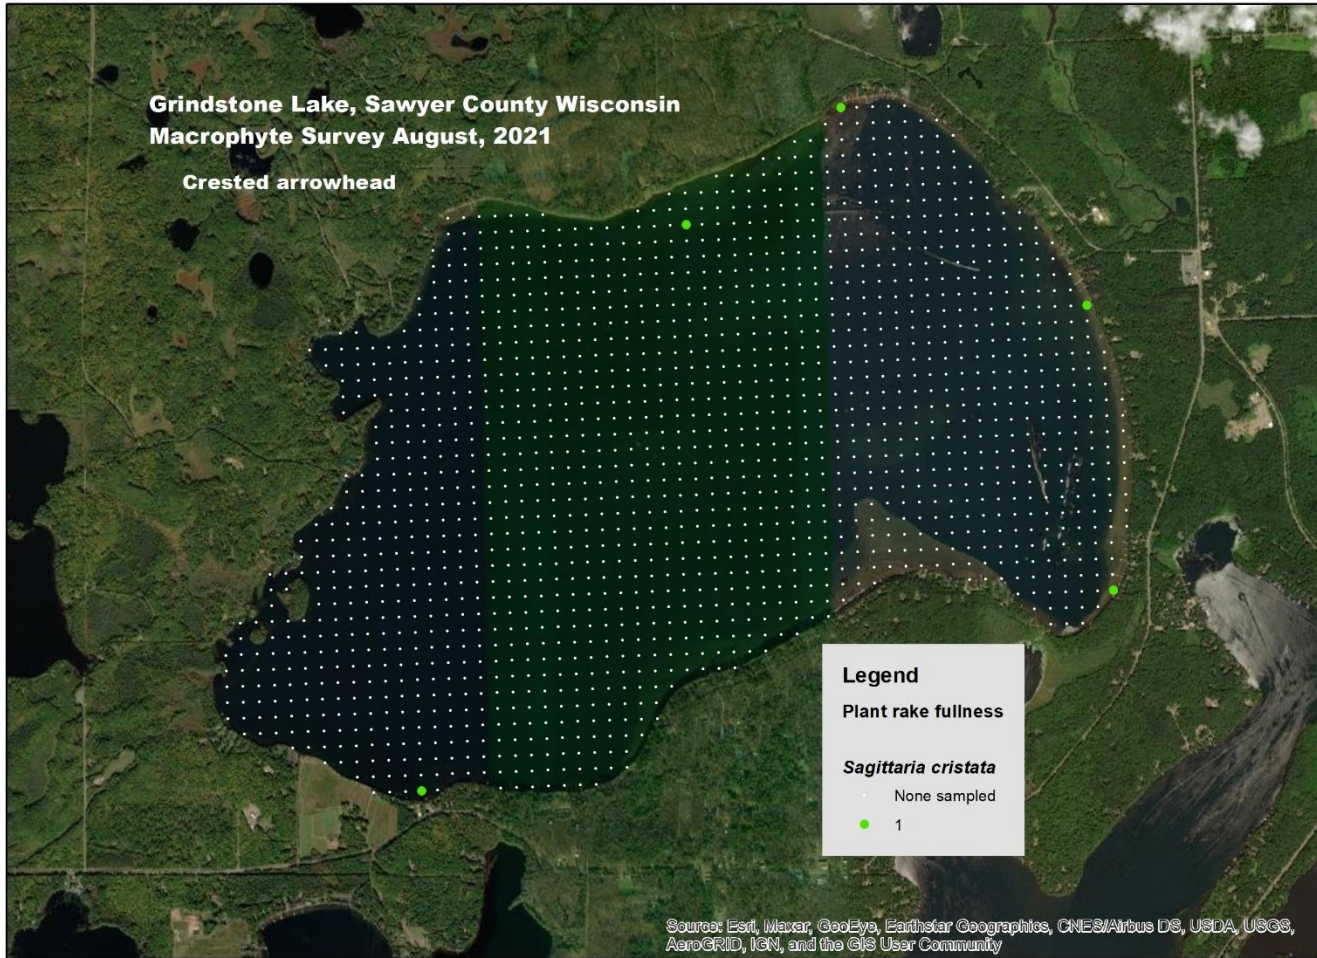 Grindstone Lake, Sawyer County Wisconsin
Macrophyte Survey August, 2021
Crested arrowhead
Legend
Plant rake fullness
Sagittaria cristata
None sampled
1
Source: Esri, Maxar, GeoEye, Earthstar Geographics, CNES/Airbus DS, USDA, USGS,
AeroGRID, IGN, and the GIS User Community